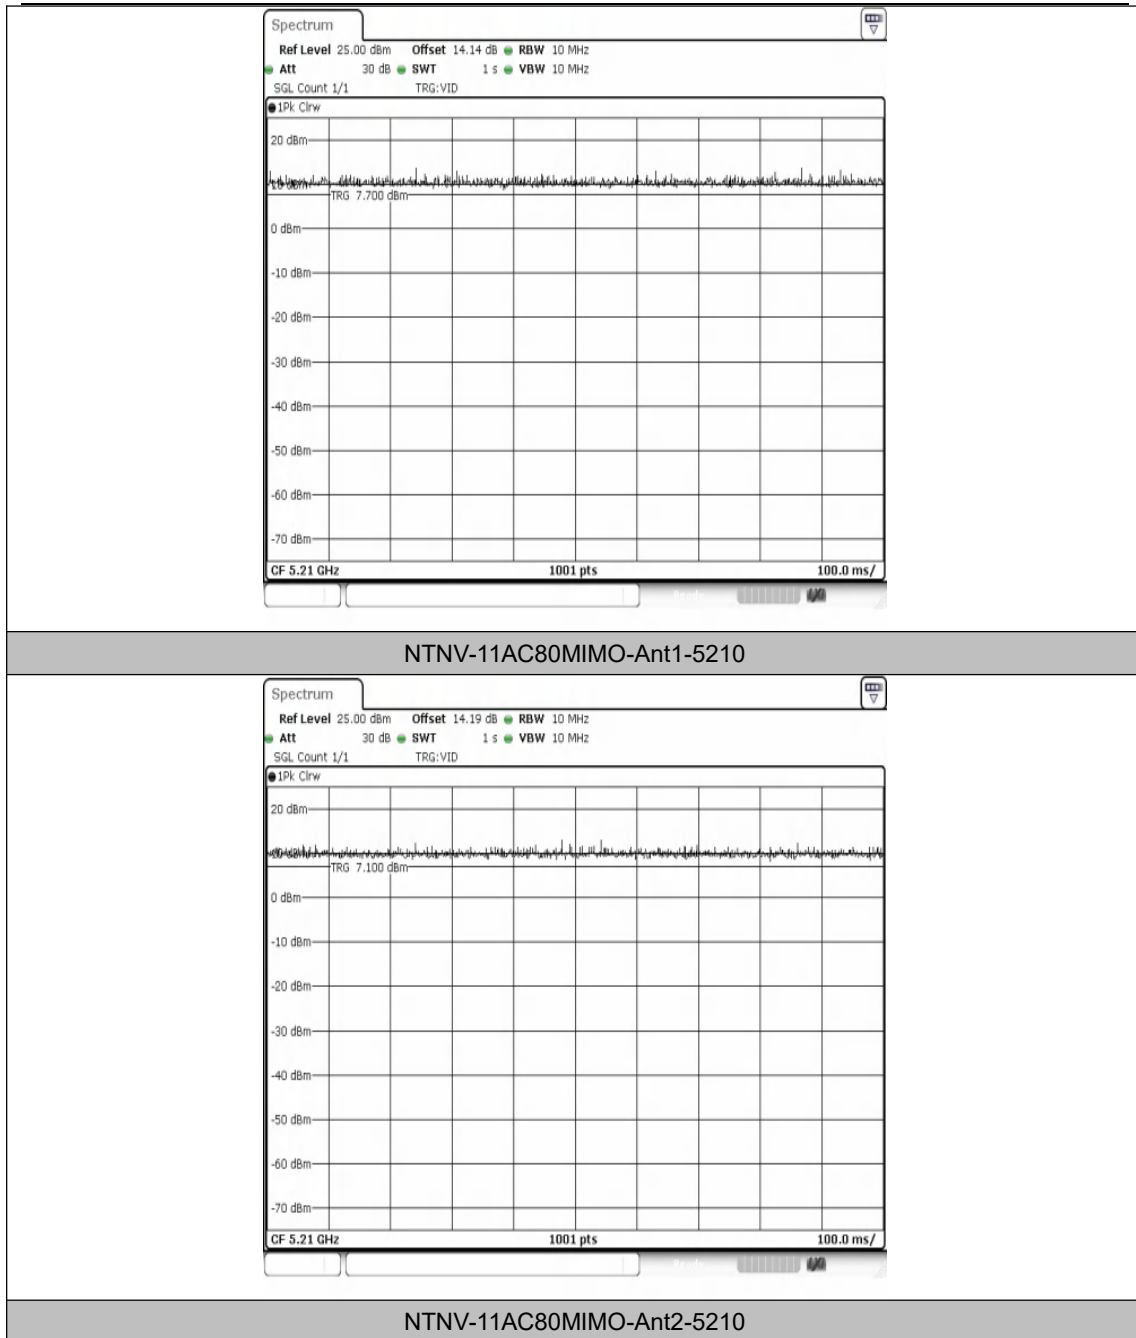 Spectrum
Ref Level 25.00 dBm Offset 14.14 dB RBW 10 MHz
Att 30 dB SWT 1 s VBW 10 MHz
SGL Count 1/1 TRG:VID
1Pk Clrw
20 dBm
10 dBm
TRG 7.700 dBm
0 dBm
-10 dBm
-20 dBm
-30 dBm
-40 dBm
-50 dBm
-60 dBm
-70 dBm
CF 5.21 GHz 1001 pts 100.0 ms/
NTNV-11AC80MIMO-Ant1-5210
Spectrum
Ref Level 25.00 dBm Offset 14.19 dB RBW 10 MHz
Att 30 dB SWT 1 s VBW 10 MHz
SGL Count 1/1 TRG:VID
1Pk Clrw
20 dBm
10 dBm
TRG 7.100 dBm
0 dBm
-10 dBm
-20 dBm
-30 dBm
-40 dBm
-50 dBm
-60 dBm
-70 dBm
CF 5.21 GHz 1001 pts 100.0 ms/
NTNV-11AC80MIMO-Ant2-5210